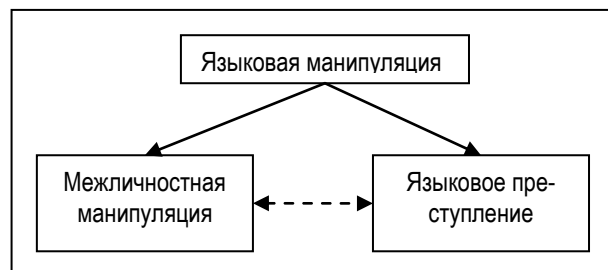 Языковая манипуляция
Межличностная
манипуляция
Языковое пре-
ступление